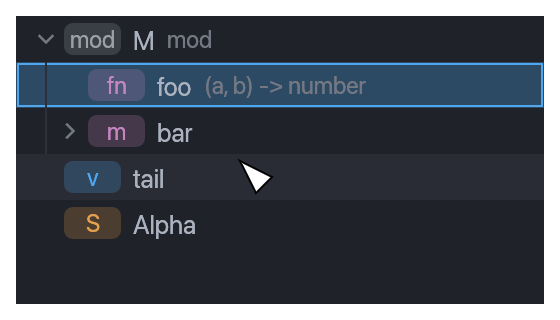 mod M mod
fn foo (a, b) -> number
m bar
v tail
S Alpha